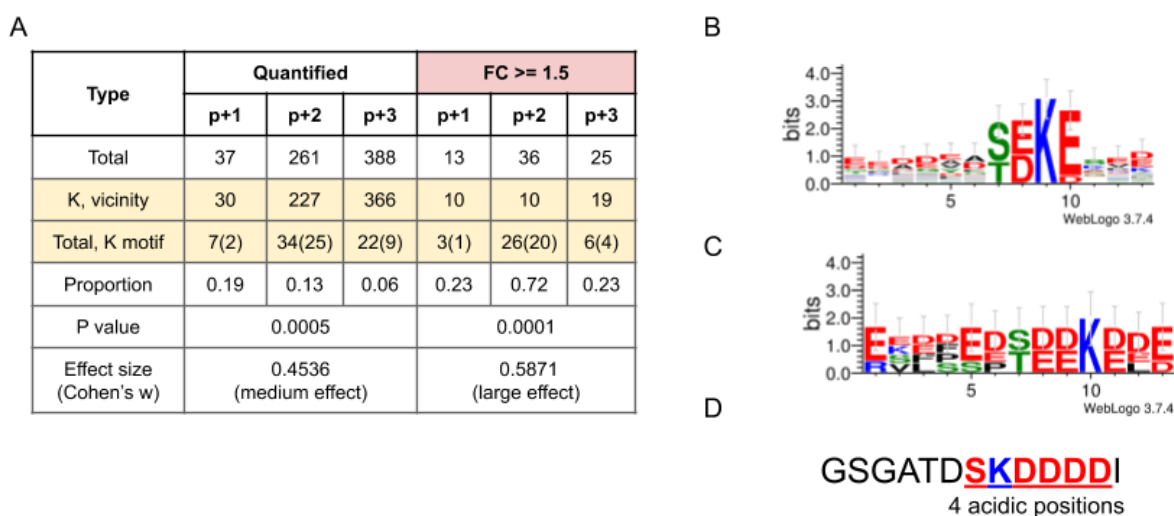 A
Type Quantified FC >= 1.5
p+1 p+2 p+3 p+1 p+2 p+3
Total 37 261 388 13 36 25
K, vicinity 30 227 366 10 10 19
Total, K motif 7(2) 34(25) 22(9) 3(1) 26(20) 6(4)
Proportion 0.19 0.13 0.06 0.23 0.72 0.23
P value 0.0005 0.0001
Effect size (Cohen's w) 0.4536 (medium effect) 0.5871 (large effect)
B
4.0
3.0
2.0
1.0
0.0
bits
S E K E
T D
5 10
WebLogo 3.7.4
C
4.0
3.0
2.0
1.0
0.0
bits
5 10
WebLogo 3.7.4
D
GSGATDSKDDDDI
4 acidic positions